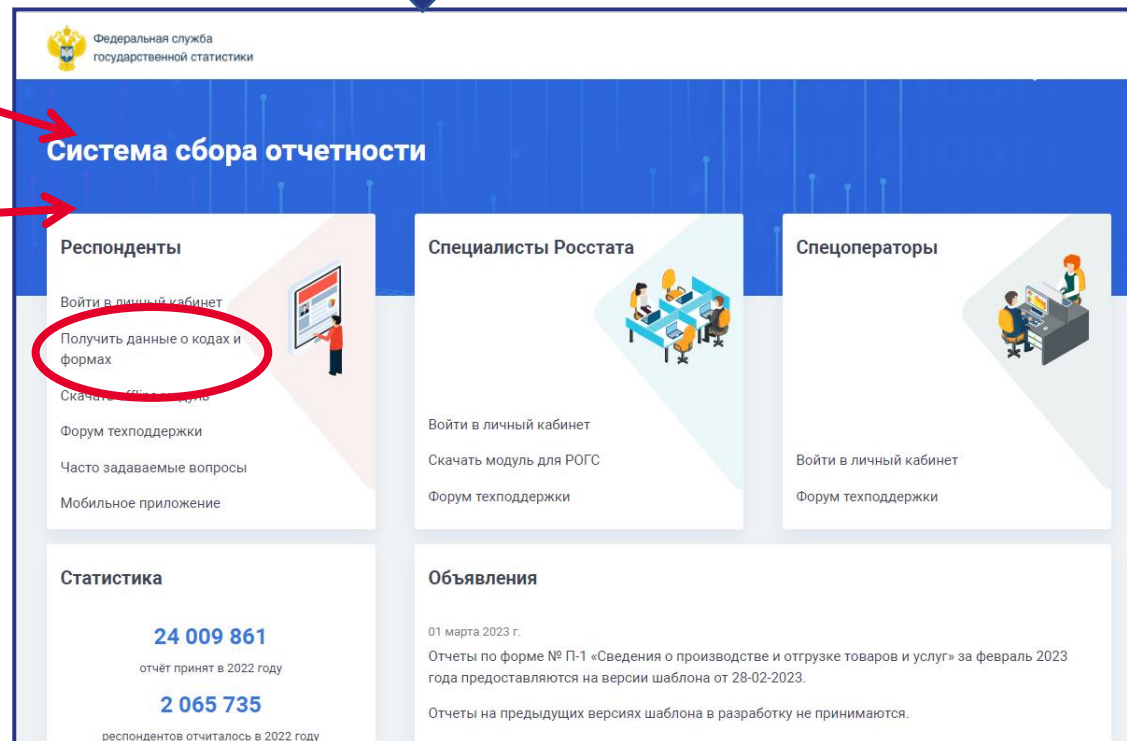 Федеральная служба
государственной статистики
Система сбора отчетности
Респонденты
Войти в личный кабинет
Получить данные о кодах и
формах
Скачать offline модуль
Форум техподдержки
Часто задаваемые вопросы
Мобильное приложение
Специалисты Росстата
Войти в личный кабинет
Скачать модуль для РОГС
Форум техподдержки
Спецоператоры
Войти в личный кабинет
Форум техподдержки
Статистика
24 009 861
отчёт принят в 2022 году
2 065 735
респондентов отчиталось в 2022 году
Объявления
01 марта 2023 г.
Отчеты по форме № П-1 «Сведения о производстве и отгрузке товаров и услуг» за февраль 2023
года предоставляются на версии шаблона от 28-02-2023.
Отчеты на предыдущих версиях шаблона в разработку не принимаются.